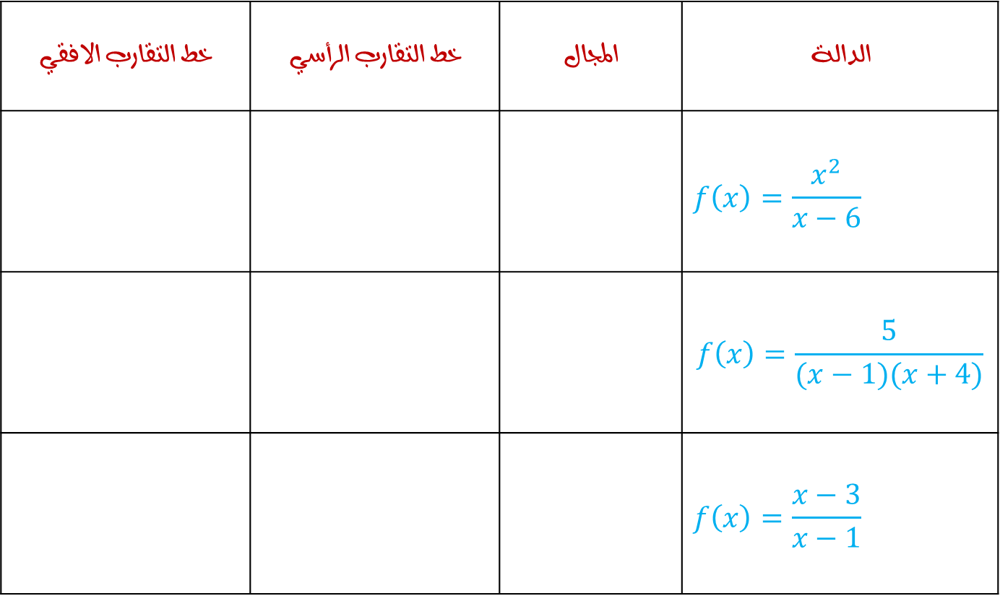 الدالة
المجال
خط التقارب الرأسي
خط التقارب الافقي
f(x) = x² / (x − 6)
f(x) = 5 / ((x − 1)(x + 4))
f(x) = (x − 3) / (x − 1)